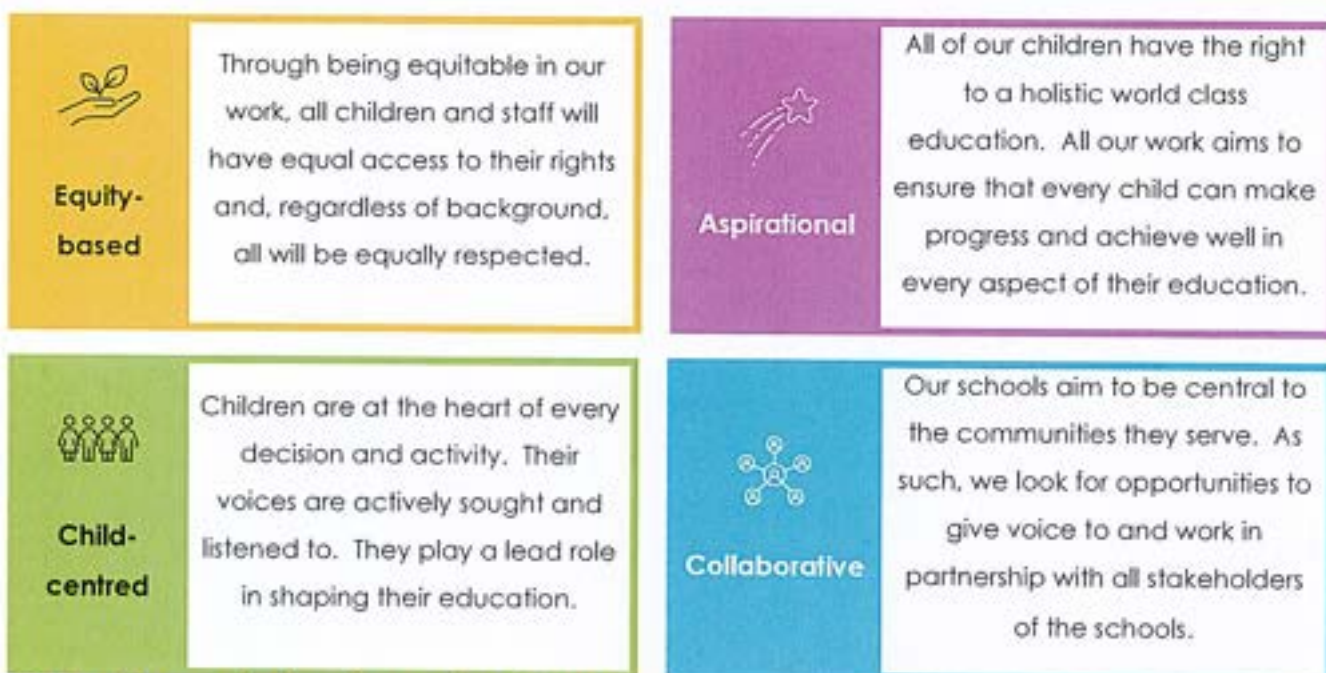 Equity-
based
Through being equitable in our
work, all children and staff will
have equal access to their rights
and, regardless of background,
all will be equally respected.
Aspirational
All of our children have the right
to a holistic world class
education. All our work aims to
ensure that every child can make
progress and achieve well in
every aspect of their education.
Child-
centred
Children are at the heart of every
decision and activity. Their
voices are actively sought and
listened to. They play a lead role
in shaping their education.
Collaborative
Our schools aim to be central to
the communities they serve. As
such, we look for opportunities to
give voice to and work in
partnership with all stakeholders
of the schools.